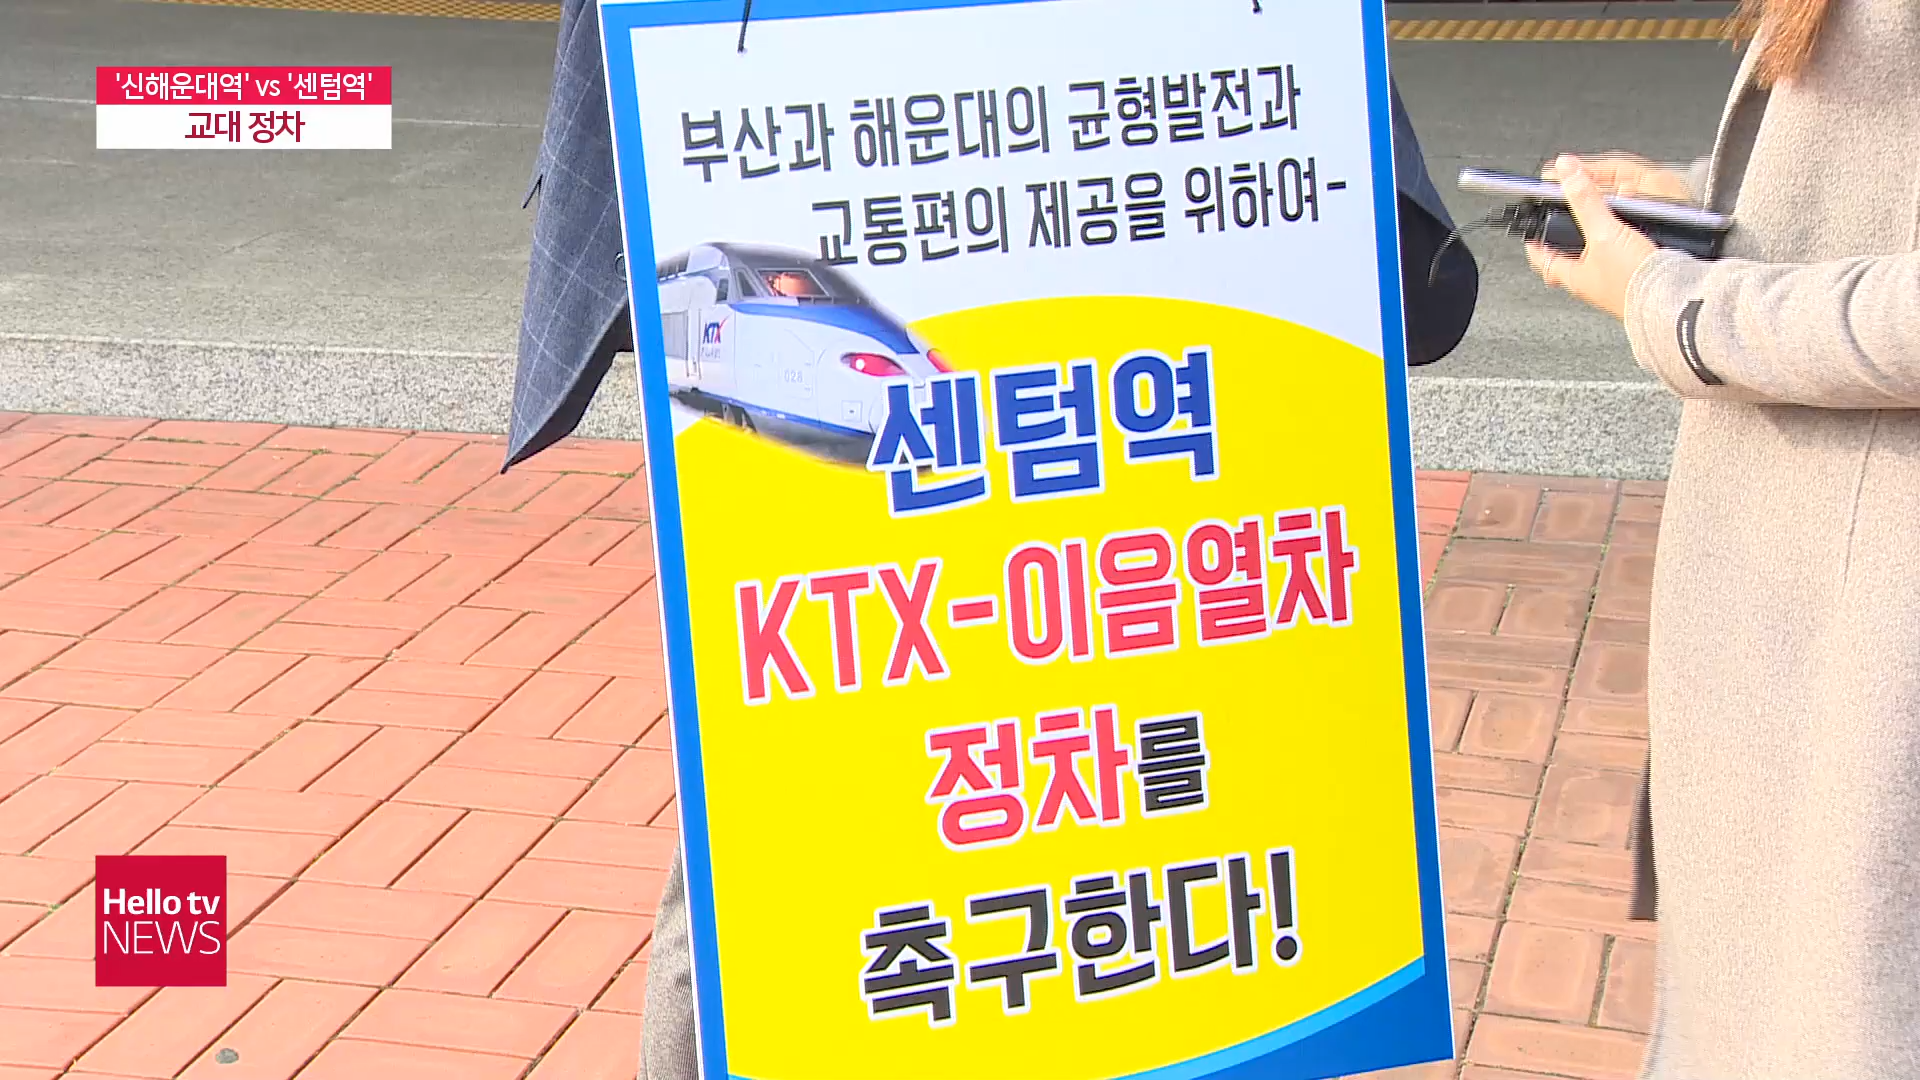 '신해운대역' vs '센텀역'
교대 정차
부산과 해운대의 균형발전과
교통편의 제공을 위하여-
KTX
028
센텀역
KTX-이음열차
정차를
촉구한다!
Hello tv
NEWS